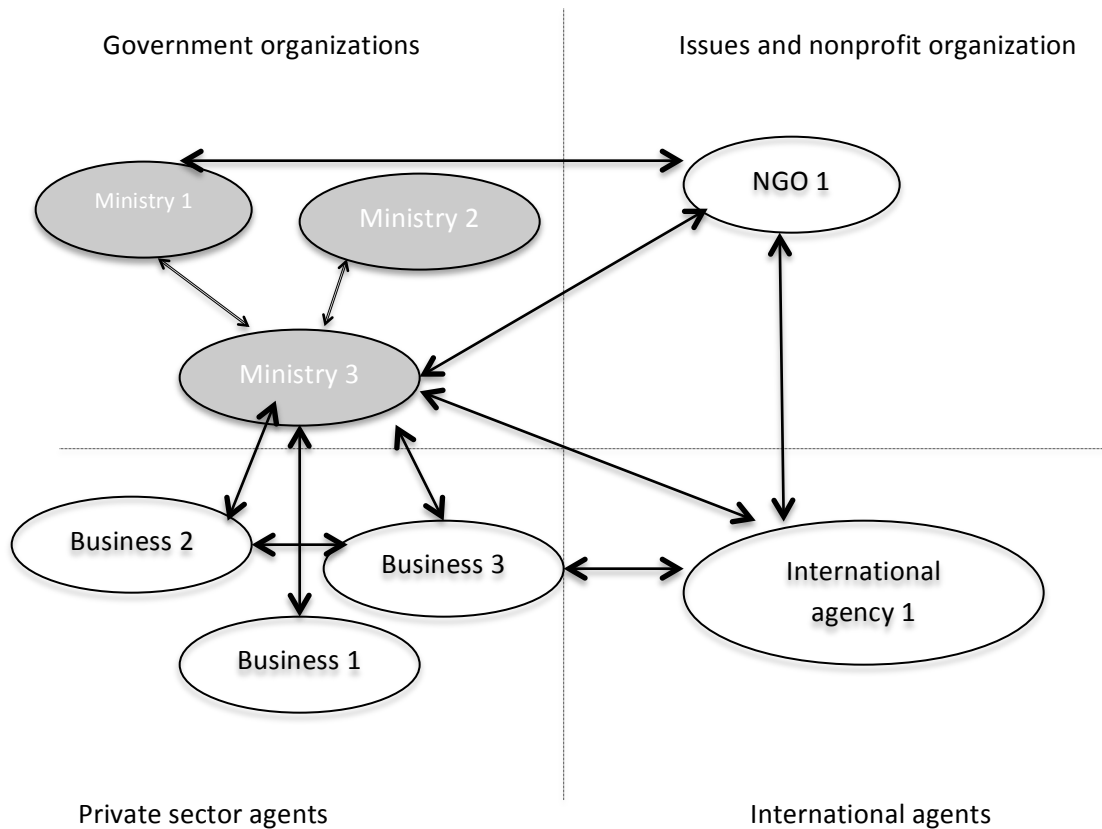 Government organizations
Issues and nonprofit organization
Ministry 1
Ministry 2
NGO 1
Ministry 3
Business 2
Business 3
International
agency 1
Business 1
Private sector agents
International agents